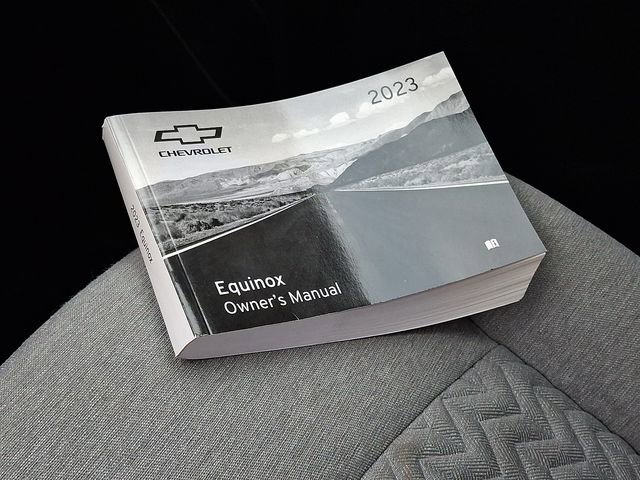 2023
CHEVROLET
2023 Equinox
Equinox
Owner's Manual